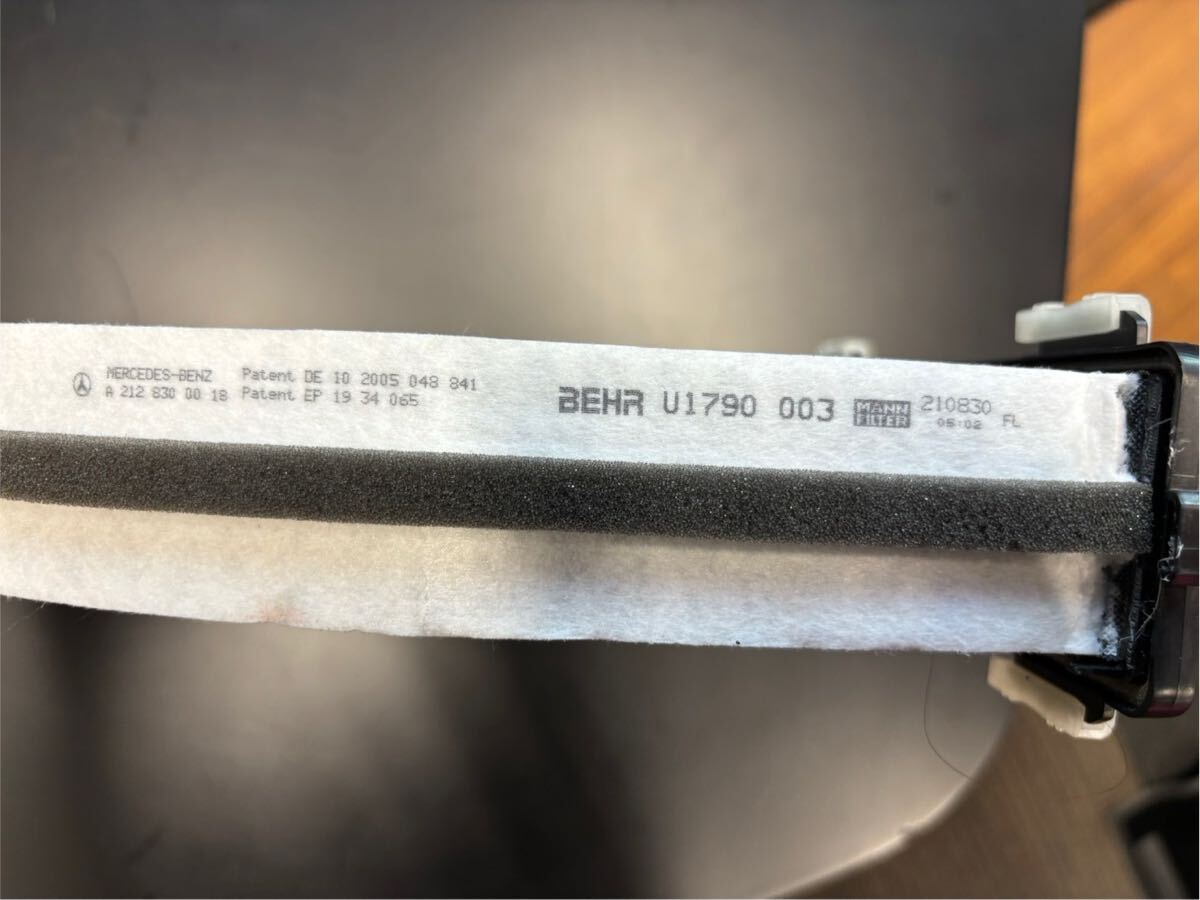 MERCEDES-BENZ
A 212 830 00 18
Patent DE 10 2005 048 841
Patent EP 19 34 065
BEHR U1790 003
MANN
FILTER
210830
05:02
FL